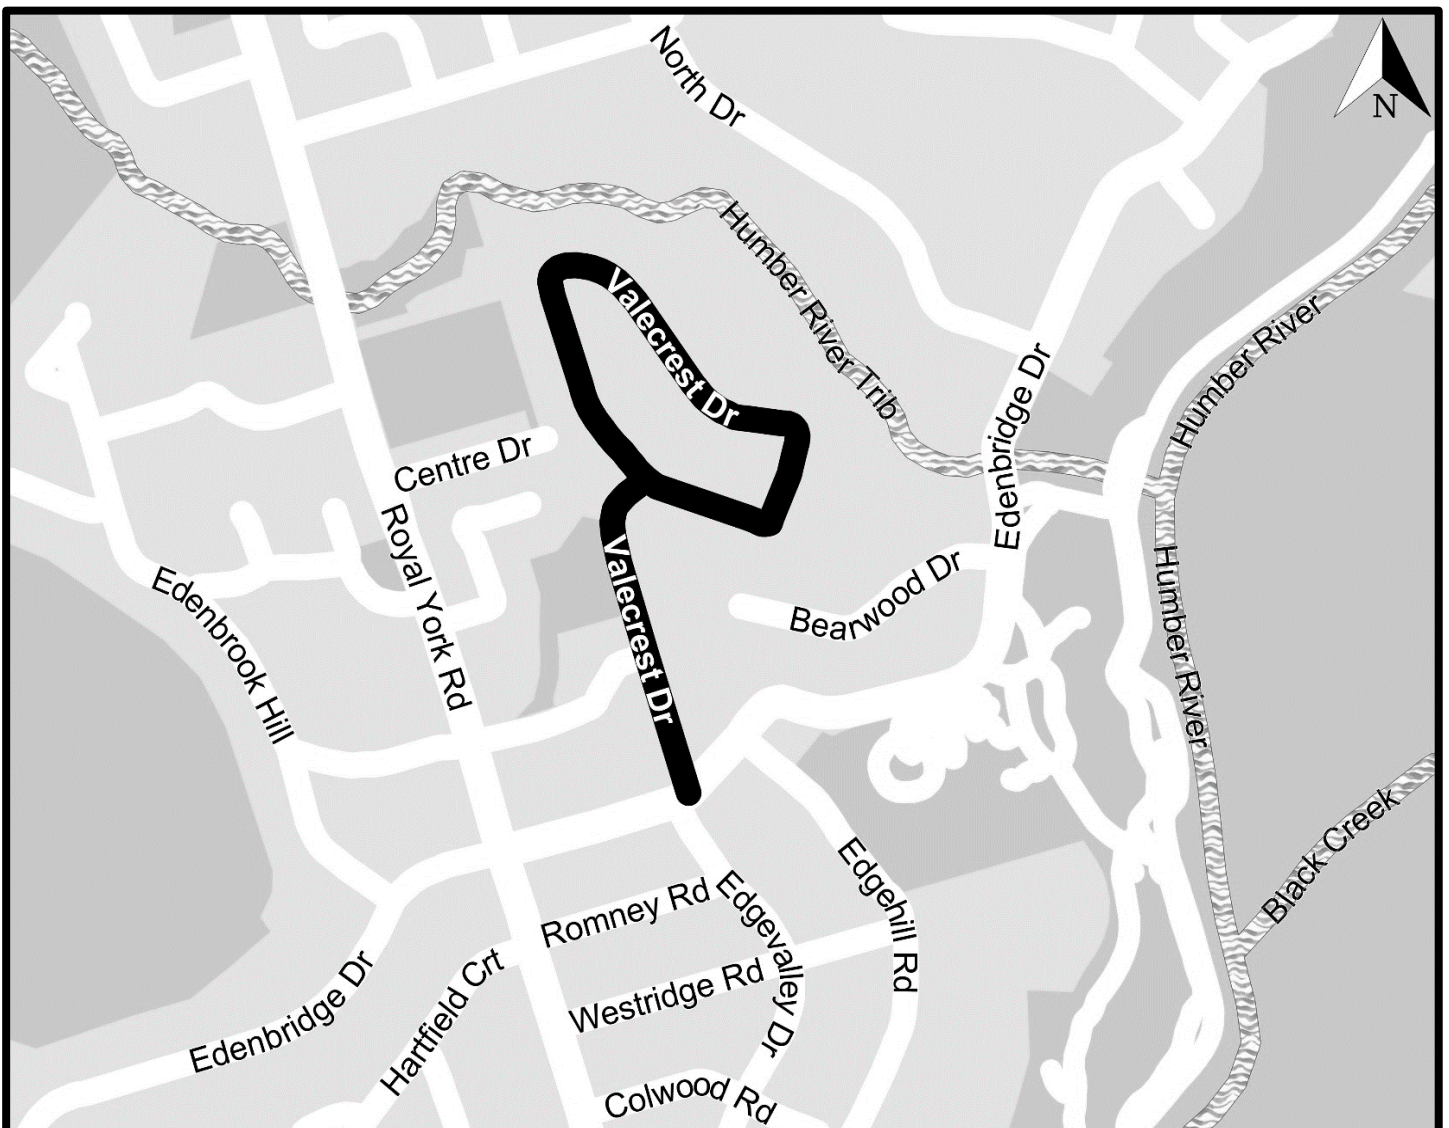 North Dr
N
Humber River Trib
Valecrest Dr
Humber River
Edenbridge Dr
Centre Dr
Royal York Rd
Valecrest Dr
Bearwood Dr
Humber River
Edenbrook Hill
Black Creek
Edgehill Rd
Romney Rd
Edgevalley Dr
Westridge Rd
Hartfield Crt
Edenbridge Dr
Colwood Rd